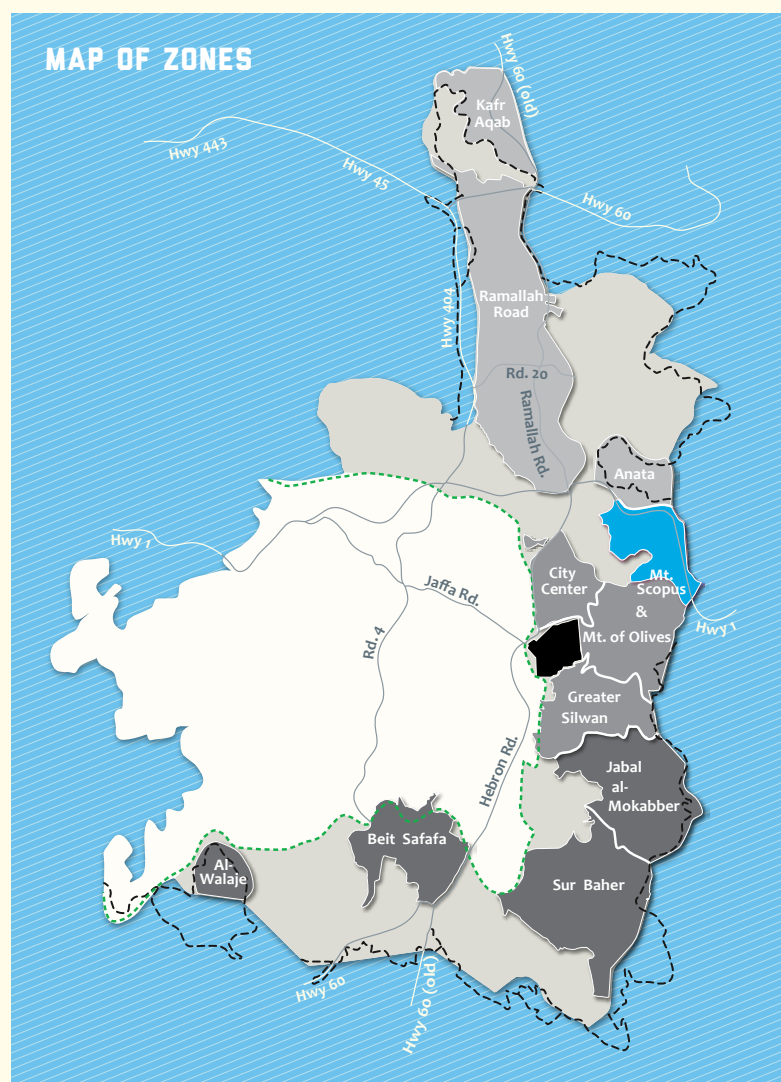 MAP OF ZONES
Hwy 60 (old)
Kafr
Aqab
Hwy 443
Hwy 45
Hwy 60
Ramallah
Road
Hwy 404
Rd. 20
Ramallah Rd.
Anata
Hwy 1
City
Center
Mt.
Scopus
&
Mt. of Olives
Jaffa Rd.
Hwy 1
Rd. 4
Greater
Silwan
Hebron Rd.
Jabal
al-
Mokabber
Beit Safafa
Al-
Walaje
Sur Baher
Hwy 60
Hwy 60 (old)